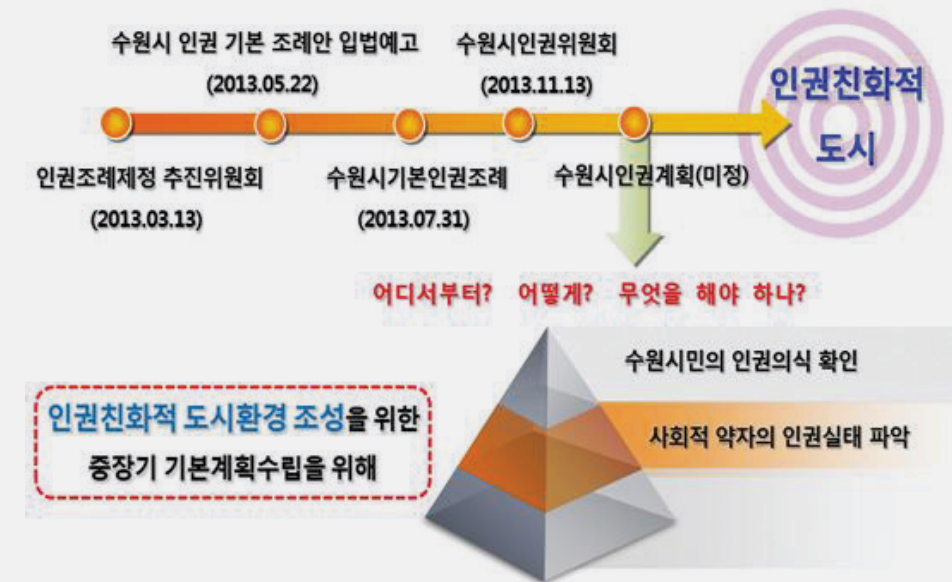 수원시 인권 기본 조례안 입법예고
(2013.05.22)
수원시인권위원회
(2013.11.13)
인권친화적
도시
인권조례제정 추진위원회
(2013.03.13)
수원시기본인권조례
(2013.07.31)
수원시인권계획(미정)
어디서부터? 어떻게? 무엇을 해야 하나?
수원시민의 인권의식 확인
인권친화적 도시환경 조성을 위한
중장기 기본계획수립을 위해
사회적 약자의 인권실태 파악